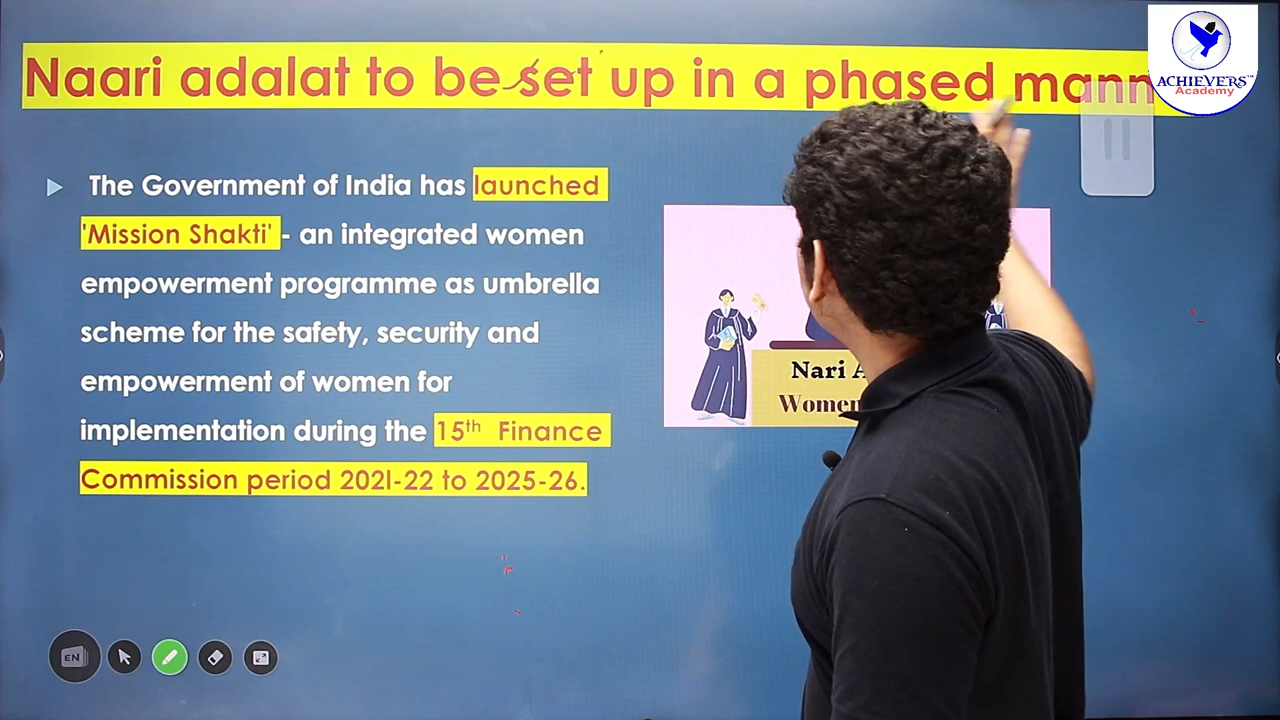 Naari adalat to be set up in a phased mann
ACHIEVERS™
Academy
The Government of India has launched
'Mission Shakti' - an integrated women
empowerment programme as umbrella
scheme for the safety, security and
empowerment of women for
implementation during the 15th Finance
Commission period 202l-22 to 2025-26.
Nari A
Women
EN